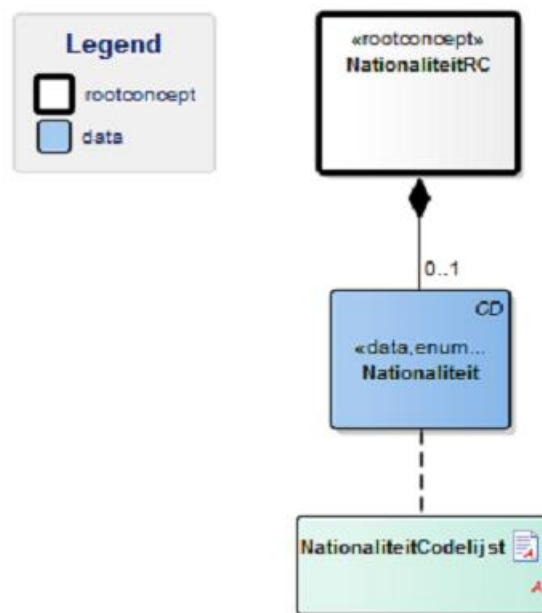 Legend
rootconcept
data
«rootconcept»
NationaliteitRC
0..1
CD
«data,enum...
Nationaliteit
NationaliteitCodelijst
A
A